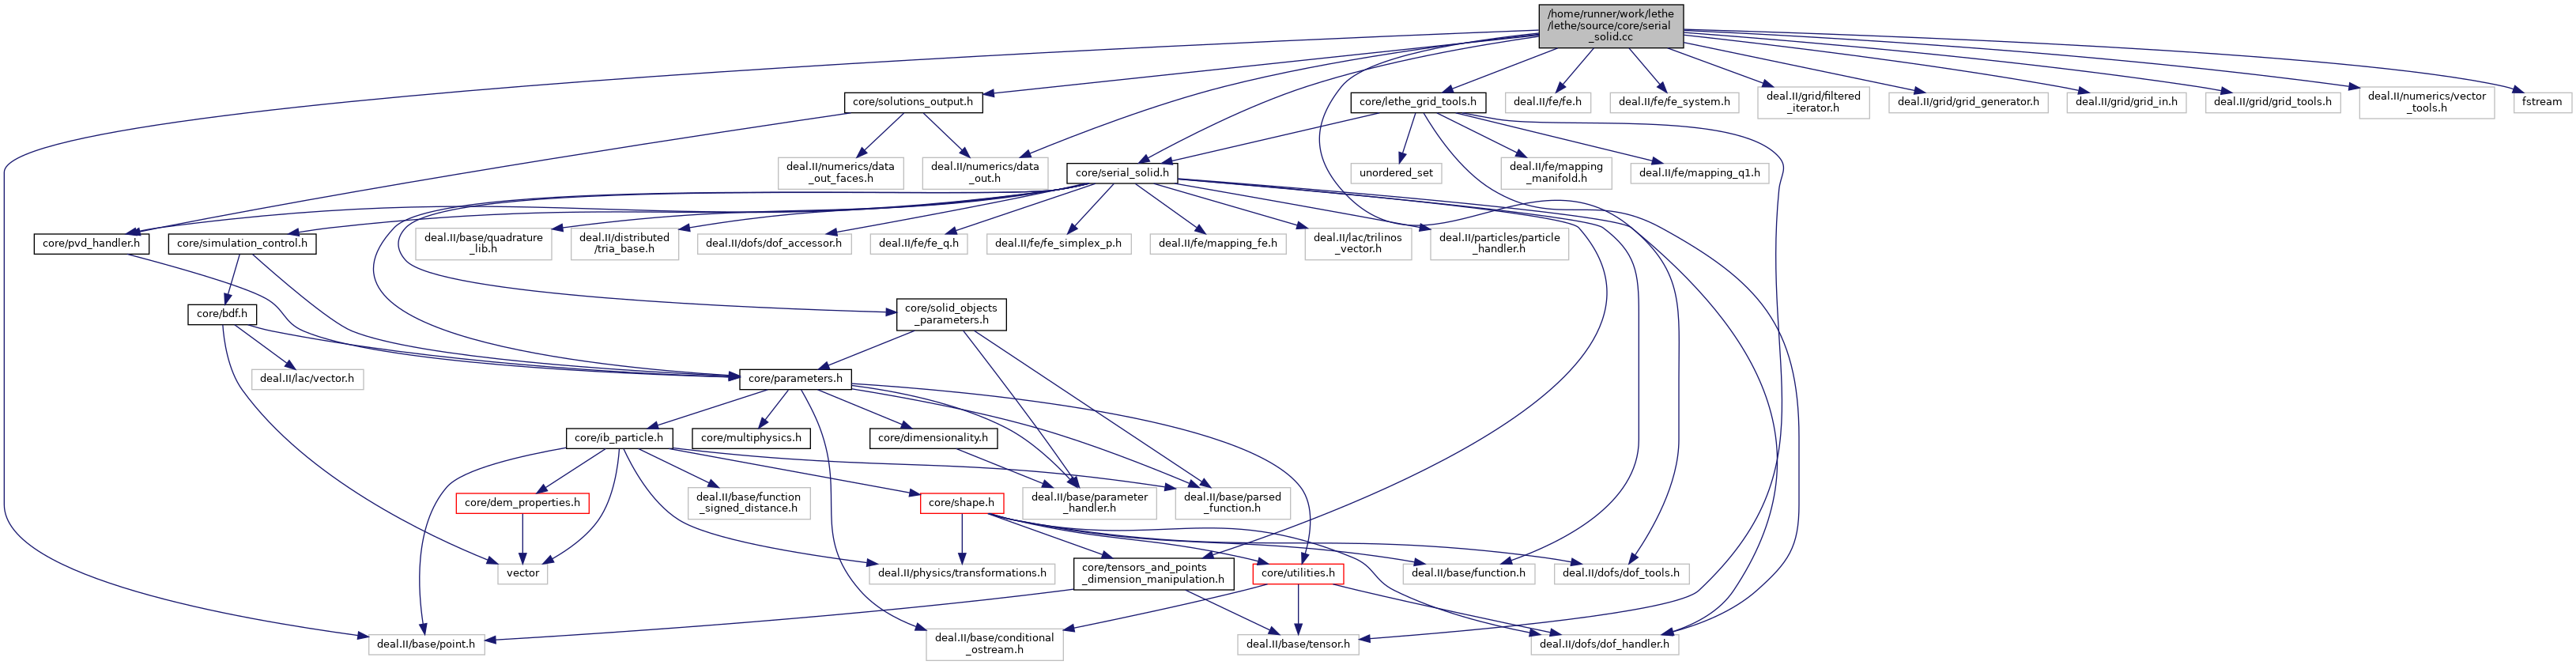 /home/runner/work/lethe
/lethe/source/core/serial
_solid.cc
core/solutions_output.h
core/lethe_grid_tools.h
deal.II/fe/fe.h
deal.II/fe/fe_system.h
deal.II/grid/filtered
_iterator.h
deal.II/grid/grid_generator.h
deal.II/grid/grid_in.h
deal.II/grid/grid_tools.h
deal.II/numerics/vector
_tools.h
fstream
deal.II/numerics/data
_out_faces.h
deal.II/numerics/data
_out.h
core/serial_solid.h
unordered_set
deal.II/fe/mapping
_manifold.h
deal.II/fe/mapping_q1.h
core/pvd_handler.h
core/simulation_control.h
deal.II/base/quadrature
_lib.h
deal.II/distributed
/tria_base.h
deal.II/dofs/dof_accessor.h
deal.II/fe/fe_q.h
deal.II/fe/fe_simplex_p.h
deal.II/fe/mapping_fe.h
deal.II/lac/trilinos
_vector.h
deal.II/particles/particle
_handler.h
core/bdf.h
core/solid_objects
_parameters.h
deal.II/lac/vector.h
core/parameters.h
core/ib_particle.h
core/multiphysics.h
core/dimensionality.h
core/dem_properties.h
deal.II/base/function
_signed_distance.h
core/shape.h
deal.II/base/parameter
_handler.h
deal.II/base/parsed
_function.h
vector
deal.II/physics/transformations.h
core/tensors_and_points
_dimension_manipulation.h
core/utilities.h
deal.II/base/function.h
deal.II/dofs/dof_tools.h
deal.II/base/point.h
deal.II/base/conditional
_ostream.h
deal.II/base/tensor.h
deal.II/dofs/dof_handler.h